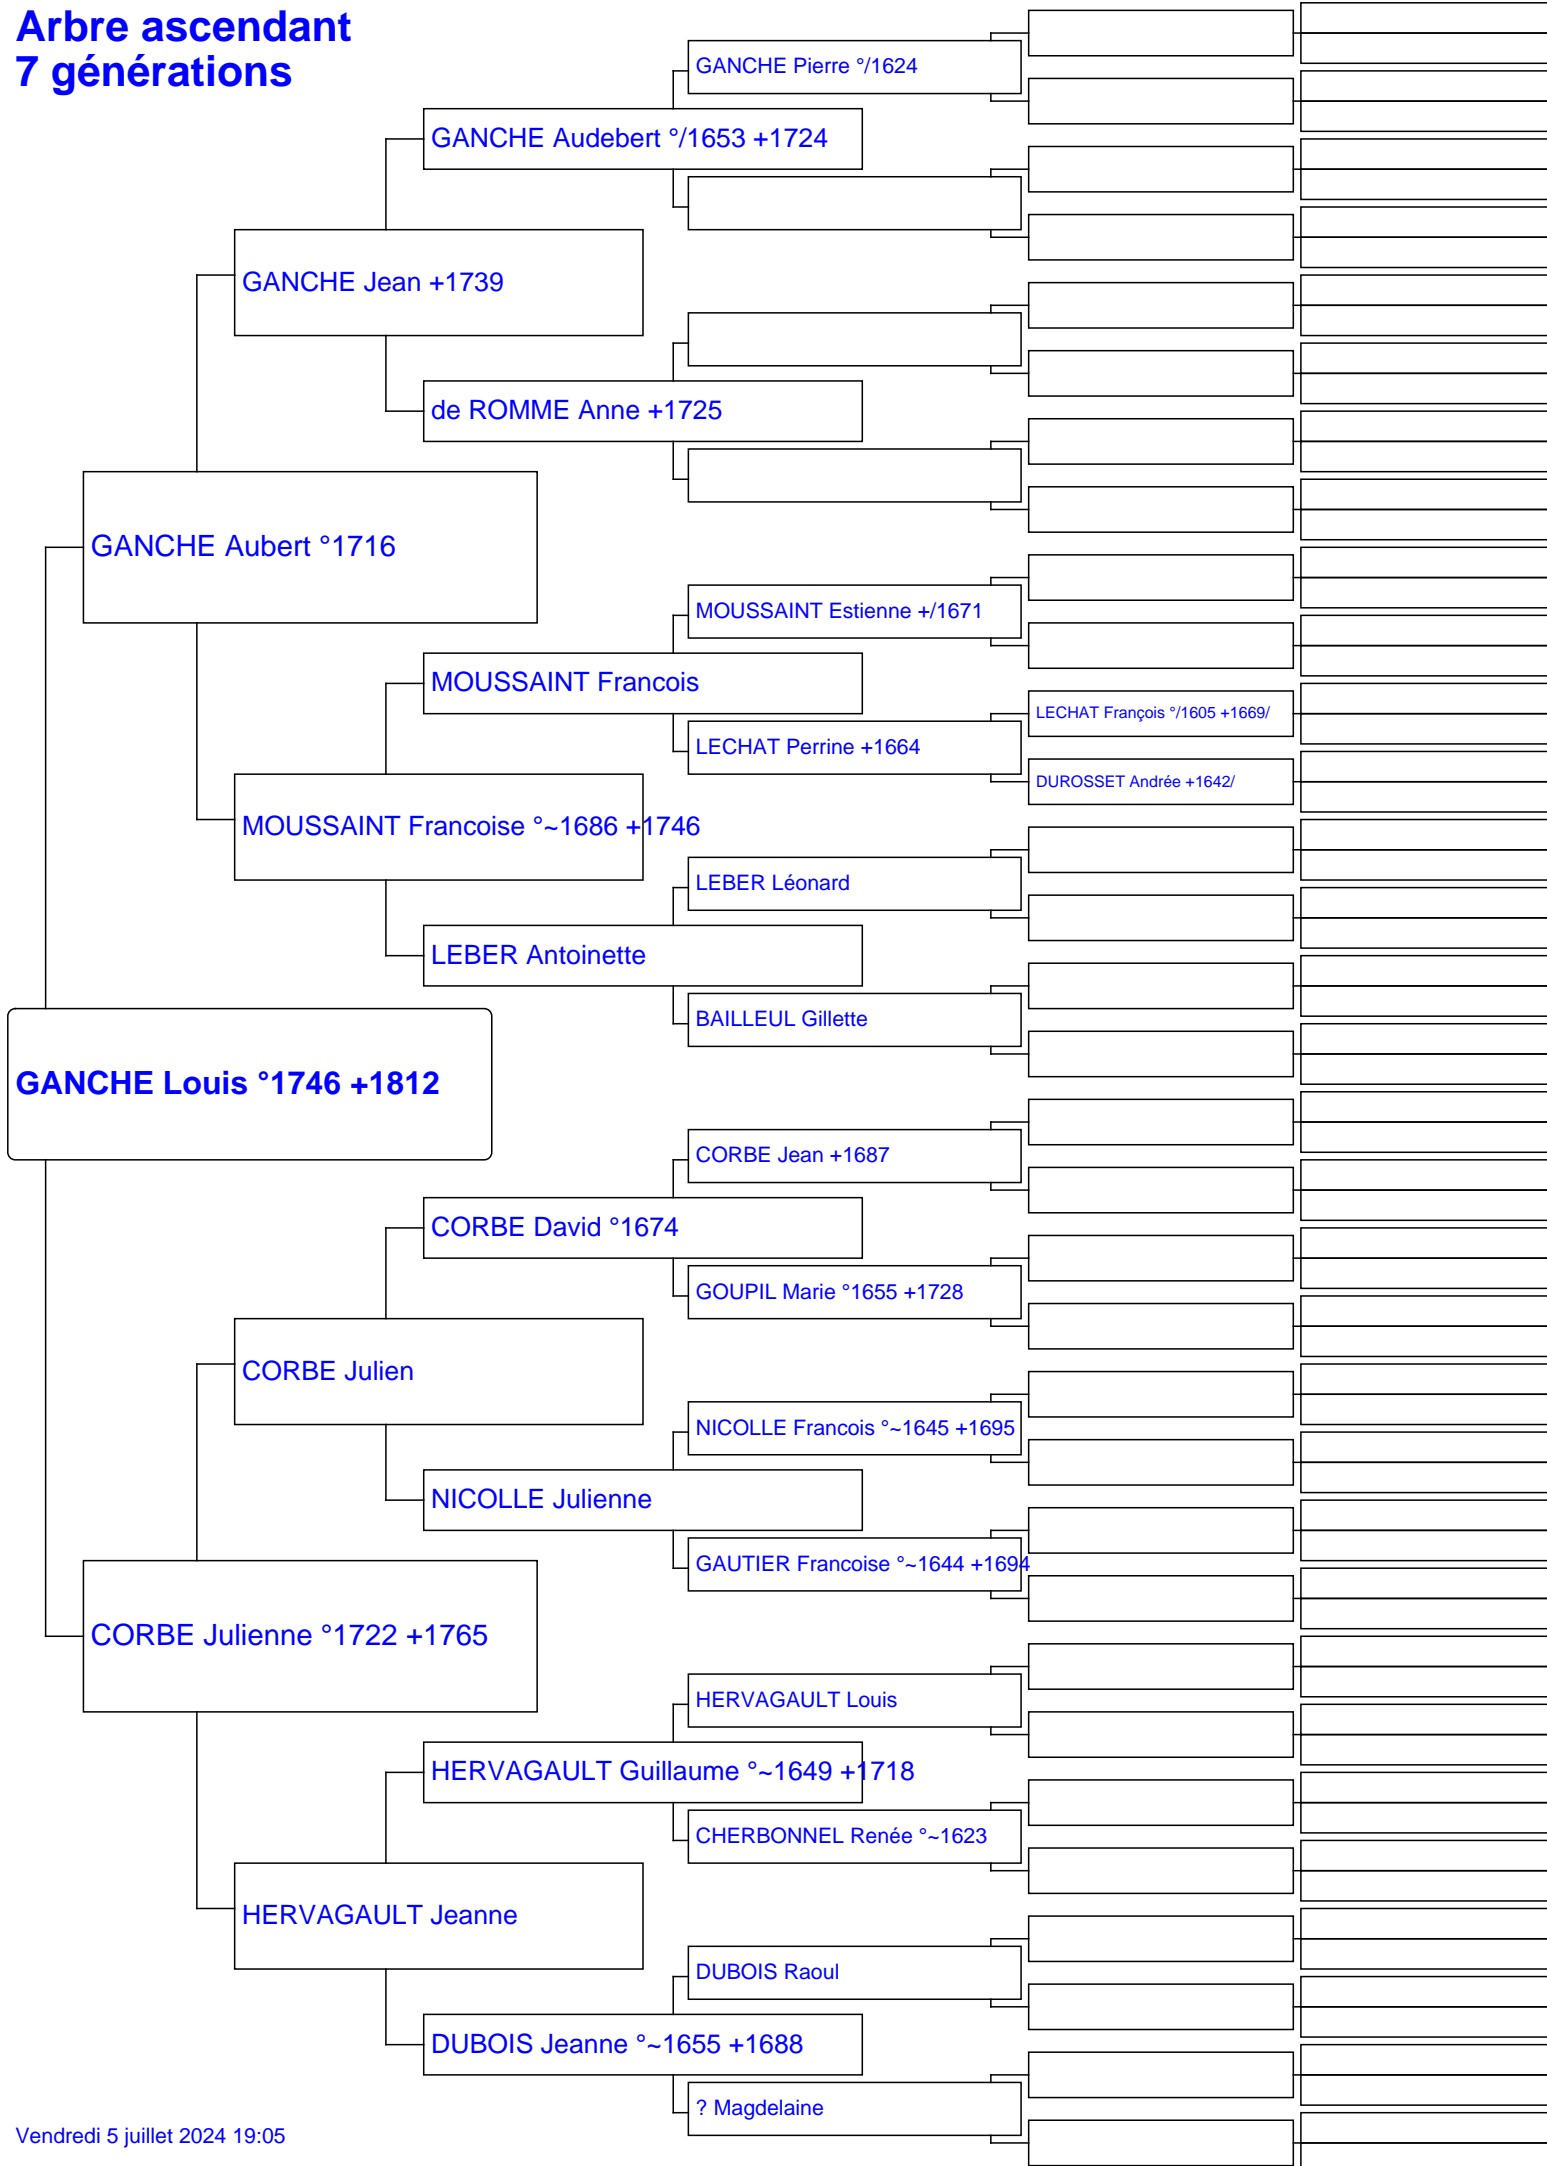 Arbre ascendant
7 générations
GANCHE Pierre °/1624
GANCHE Audebert °/1653 +1724
GANCHE Jean +1739
de ROMME Anne +1725
GANCHE Aubert °1716
MOUSSAINT Estienne +/1671
MOUSSAINT Francois
LECHAT François °/1605 +1669/
LECHAT Perrine +1664
DUROSSET Andrée +1642/
MOUSSAINT Francoise °~1686 +1746
LEBER Léonard
LEBER Antoinette
BAILLEUL Gillette
GANCHE Louis °1746 +1812
CORBE Jean +1687
CORBE David °1674
GOUPIL Marie °1655 +1728
CORBE Julien
NICOLLE Francois °~1645 +1695
NICOLLE Julienne
GAUTIER Francoise °~1644 +1694
CORBE Julienne °1722 +1765
HERVAGAULT Louis
HERVAGAULT Guillaume °~1649 +1718
CHERBONNEL Renée °~1623
HERVAGAULT Jeanne
DUBOIS Raoul
DUBOIS Jeanne °~1655 +1688
? Magdelaine
Vendredi 5 juillet 2024 19:05